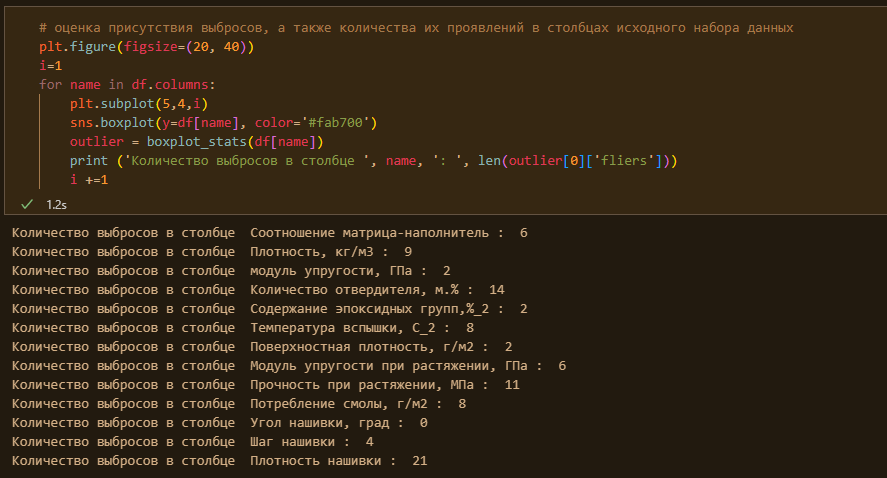 # оценка присутствия выбросов, а также количества их проявлений в столбцах исходного набора данных
plt.figure(figsize=(20, 40))
i=1
for name in df.columns:
    plt.subplot(5,4,i)
    sns.boxplot(y=df[name], color='#fab700')
    outlier = boxplot_stats(df[name])
    print ('Количество выбросов в столбце ', name, ': ', len(outlier[0]['fliers']))
    i +=1
✓ 1.2s
Количество выбросов в столбце  Соотношение матрица-наполнитель :  6
Количество выбросов в столбце  Плотность, кг/м3 :  9
Количество выбросов в столбце  модуль упругости, ГПа :  2
Количество выбросов в столбце  Количество отвердителя, м.% :  14
Количество выбросов в столбце  Содержание эпоксидных групп,%_2 :  2
Количество выбросов в столбце  Температура вспышки, С_2 :  8
Количество выбросов в столбце  Поверхностная плотность, г/м2 :  2
Количество выбросов в столбце  Модуль упругости при растяжении, ГПа :  6
Количество выбросов в столбце  Прочность при растяжении, МПа :  11
Количество выбросов в столбце  Потребление смолы, г/м2 :  8
Количество выбросов в столбце  Угол нашивки, град :  0
Количество выбросов в столбце  Шаг нашивки :  4
Количество выбросов в столбце  Плотность нашивки :  21